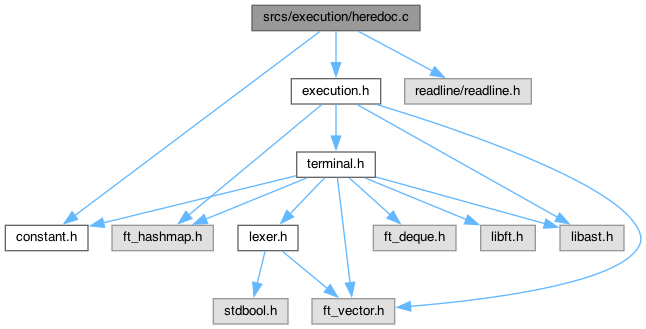 srcs/execution/heredoc.c
execution.h
readline/readline.h
terminal.h
constant.h
ft_hashmap.h
lexer.h
ft_deque.h
libft.h
libast.h
stdbool.h
ft_vector.h